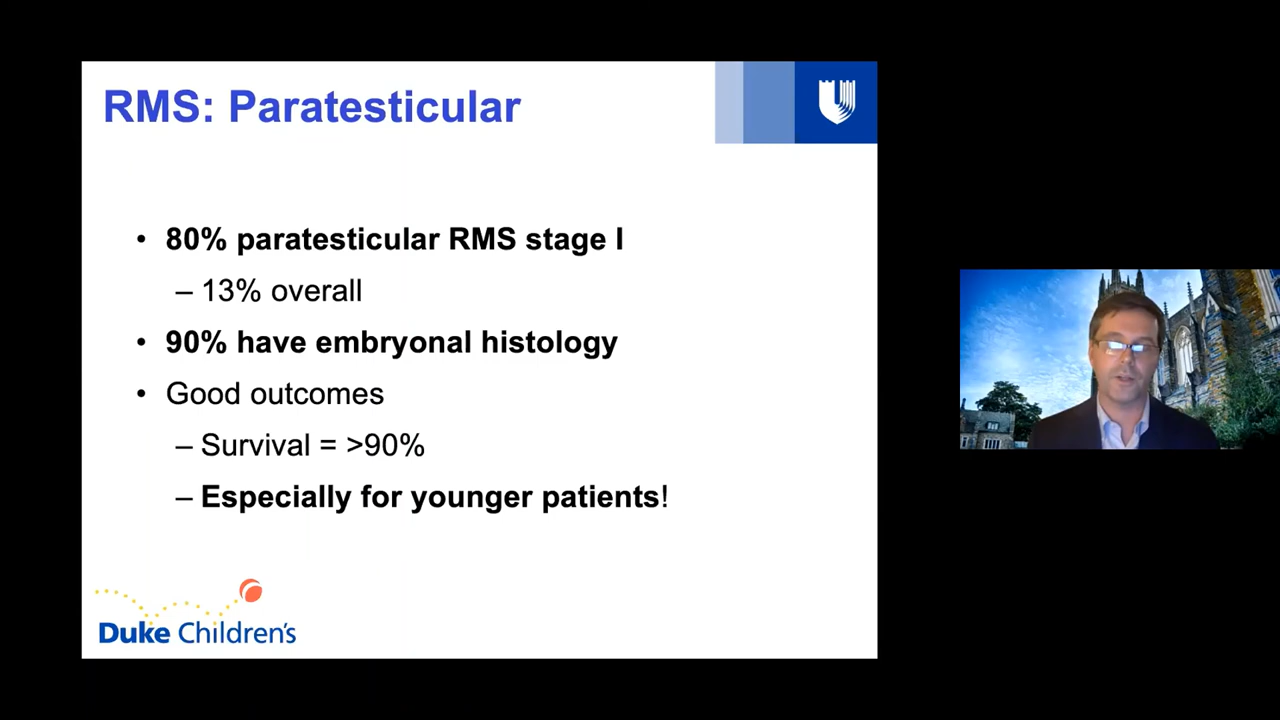 RMS: Paratesticular
• 80% paratesticular RMS stage I
– 13% overall
• 90% have embryonal histology
• Good outcomes
– Survival = >90%
– Especially for younger patients!
Duke Children's